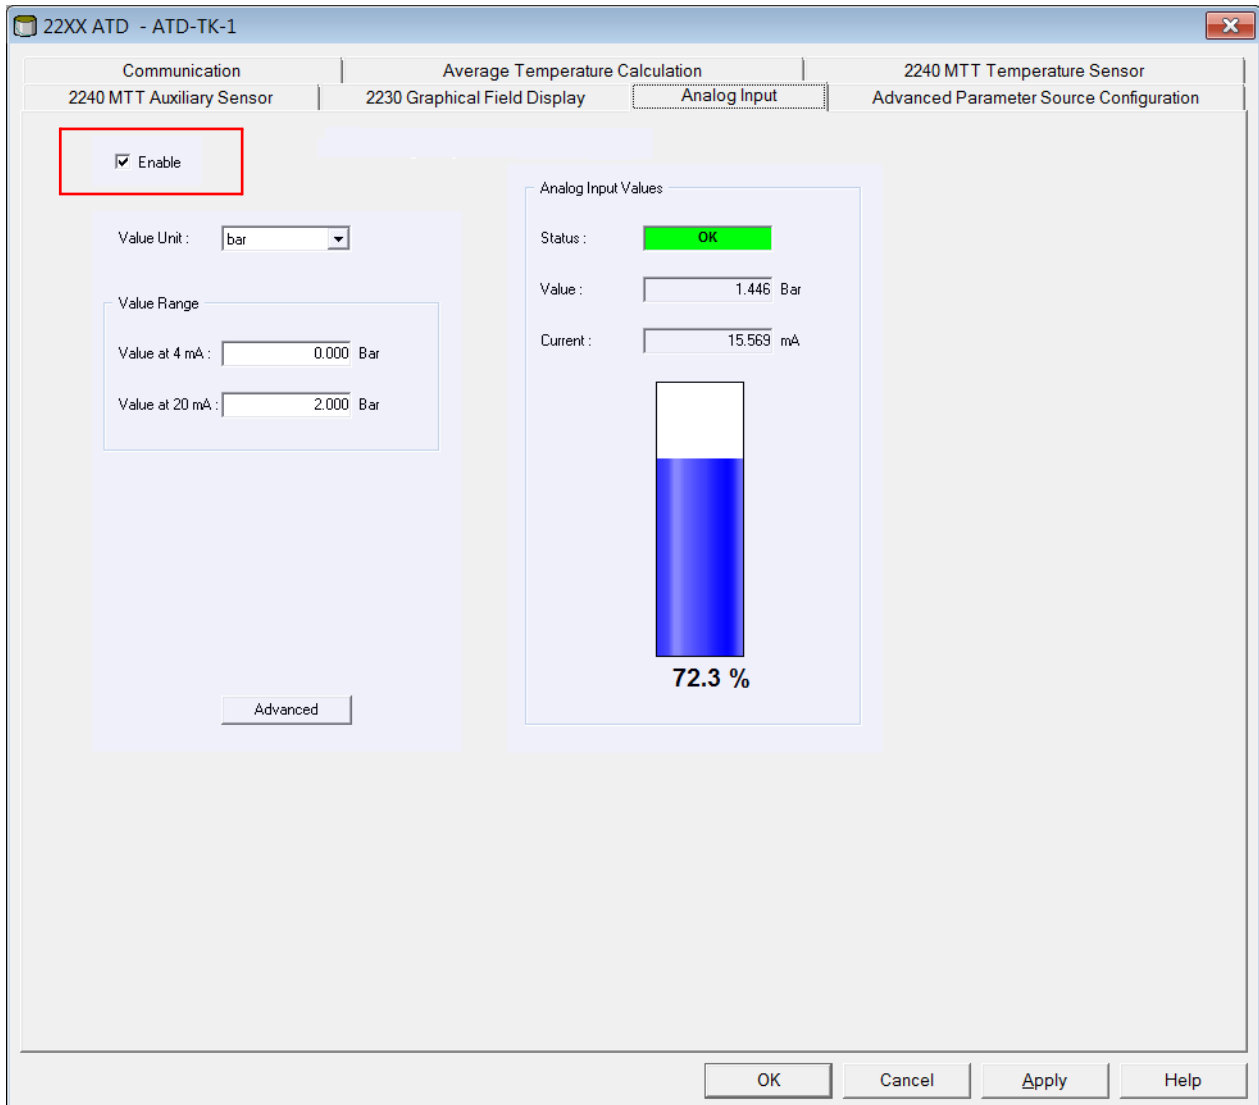 22XX ATD - ATD-TK-1
Communication
Average Temperature Calculation
2240 MTT Temperature Sensor
2240 MTT Auxiliary Sensor
2230 Graphical Field Display
Analog Input
Advanced Parameter Source Configuration
Enable
Value Unit : bar
Value Range
Value at 4 mA : 0.000 Bar
Value at 20 mA : 2.000 Bar
Advanced
Analog Input Values
Status : OK
Value : 1.446 Bar
Current : 15.569 mA
72.3 %
OK
Cancel
Apply
Help